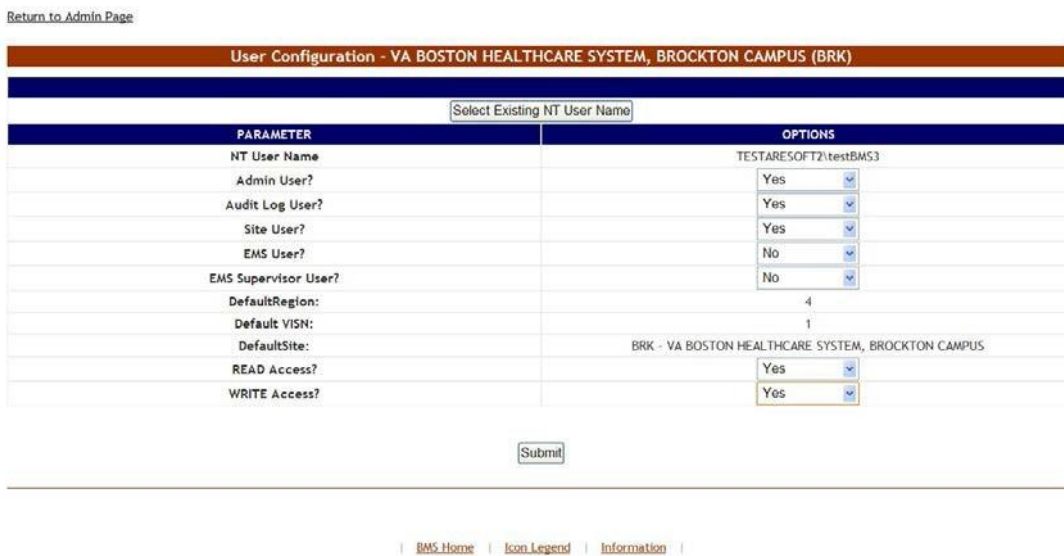 Return to Admin Page
User Configuration - VA BOSTON HEALTHCARE SYSTEM, BROCKTON CAMPUS (BRK)
Select Existing NT User Name
PARAMETER OPTIONS
NT User Name TESTARESOFT2\testBMS3
Admin User? Yes
Audit Log User? Yes
Site User? Yes
EMS User? No
EMS Supervisor User? No
DefaultRegion: 4
Default VISN: 1
DefaultSite: BRK - VA BOSTON HEALTHCARE SYSTEM, BROCKTON CAMPUS
READ Access? Yes
WRITE Access? Yes
Submit
| BMS Home | Icon Legend | Information |